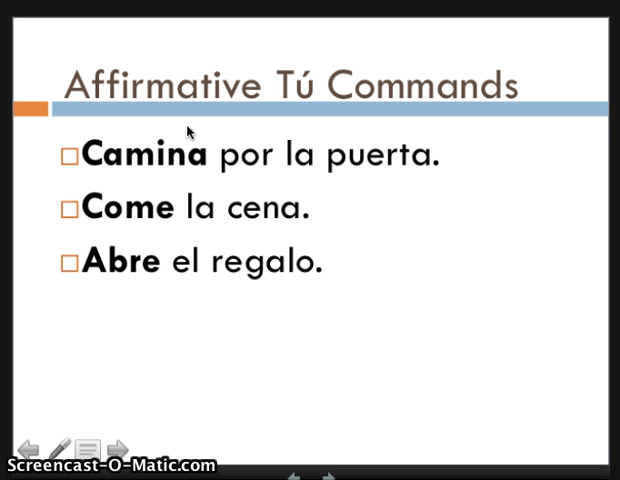 Affirmative Tú Commands
Camina por la puerta.
Come la cena.
Abre el regalo.
Screencast-O-Matic.com